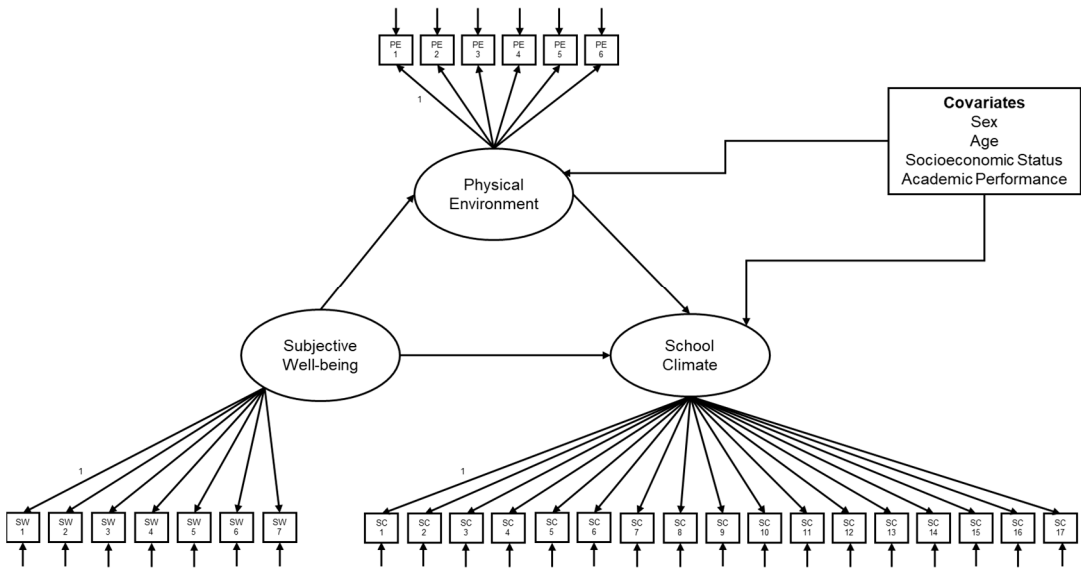 PE
1
PE
2
PE
3
PE
4
PE
5
PE
6
1
Covariates
Sex
Age
Socioeconomic Status
Academic Performance
Physical
Environment
Subjective
Well-being
School
Climate
1
1
SW
1
SW
2
SW
3
SW
4
SW
5
SW
6
SW
7
SC
1
SC
2
SC
3
SC
4
SC
5
SC
6
SC
7
SC
8
SC
9
SC
10
SC
11
SC
12
SC
13
SC
14
SC
15
SC
16
SC
17